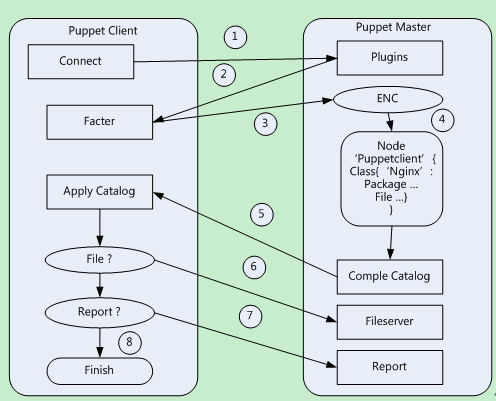 Puppet Client
Puppet Master
1
Connect
Plugins
2
Facter
3
ENC
4
Node
‘Puppetclient’ {
Class{ ‘Nginx’ :
Package ...
File ...}
}
Apply Catalog
5
File ?
6
Comple Catalog
Report ?
7
Fileserver
8
Finish
Report